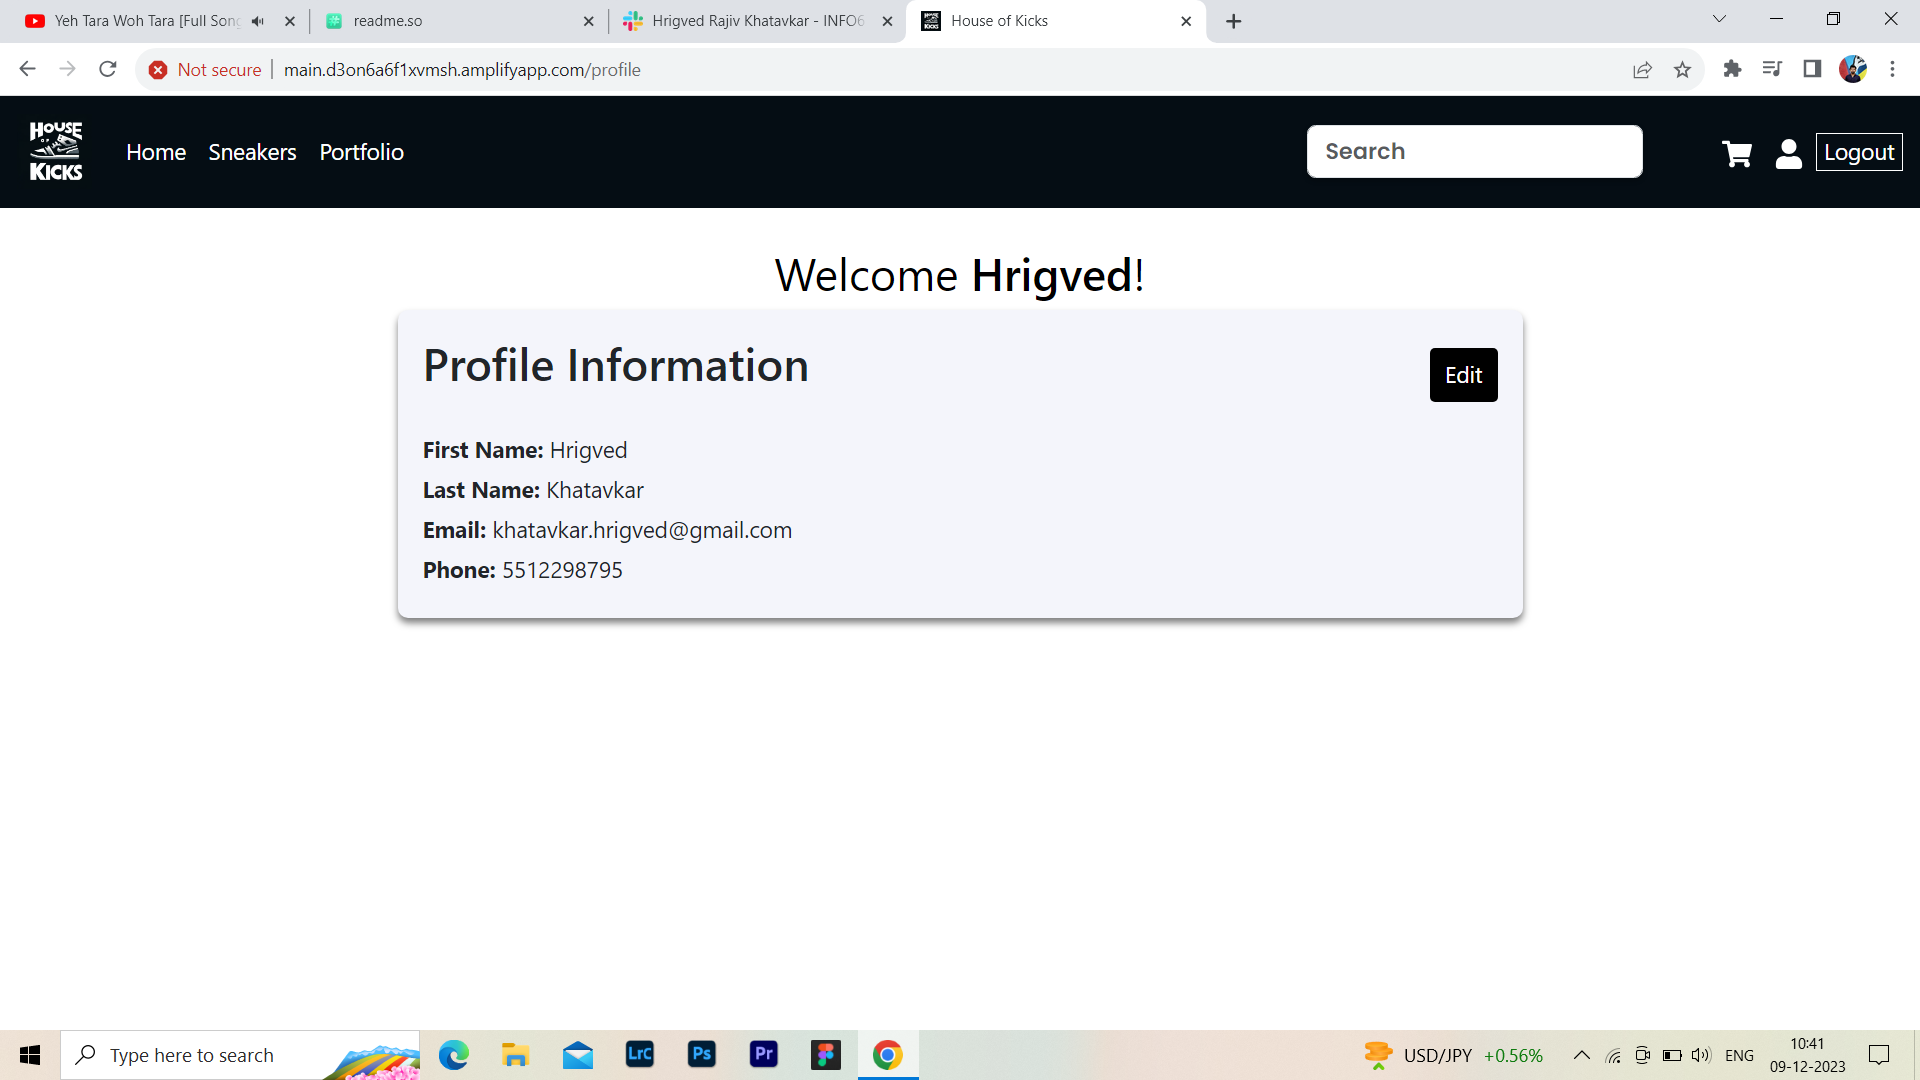 Yeh Tara Woh Tara [Full Song
readme.so
Hrigved Rajiv Khatavkar - INFO6
House of Kicks
Not secure
main.d3on6a6f1xvmsh.amplifyapp.com/profile
HOUSE
OF
KICKS
Home
Sneakers
Portfolio
Search
Logout
Welcome Hrigved!
Profile Information
Edit
First Name: Hrigved
Last Name: Khatavkar
Email: khatavkar.hrigved@gmail.com
Phone: 5512298795
Type here to search
LrC
Ps
Pr
USD/JPY +0.56%
ENG
10:41
09-12-2023